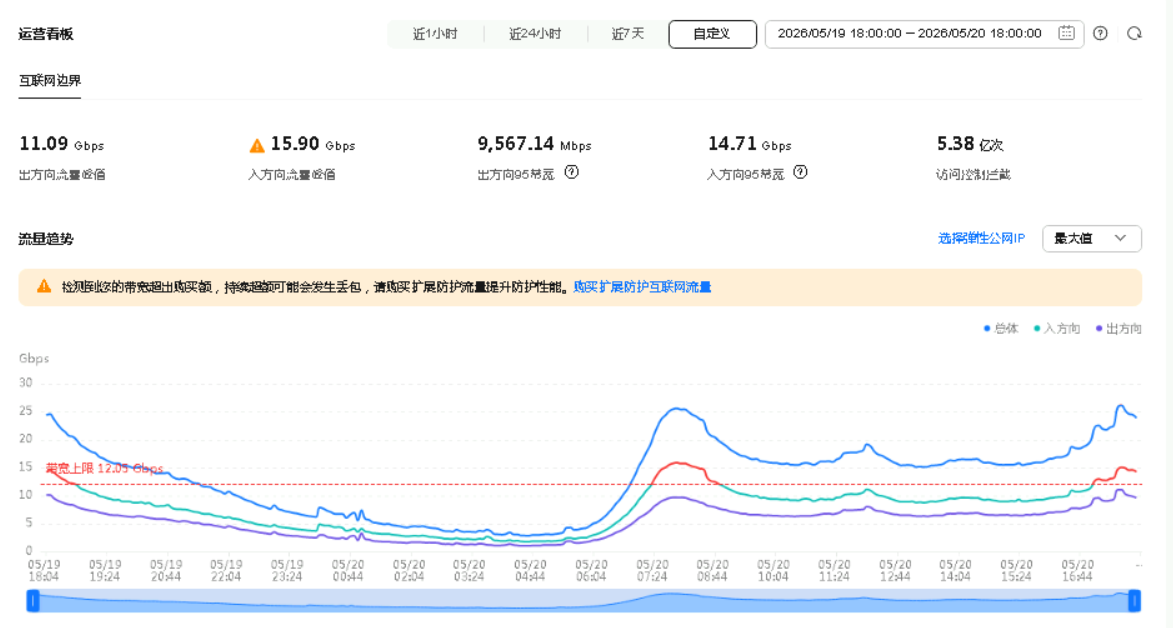 运营看板
近1小时 近24小时 近7天 自定义 2026/05/19 18:00:00 – 2026/05/20 18:00:00
互联网边界
11.09 Gbps 15.90 Gbps 9,567.14 Mbps 14.71 Gbps 5.38 亿次
出方向流量峰值 入方向流量峰值 出方向95带宽 入方向95带宽 访问控制拦截
流量趋势 选择弹性公网IP 最大值
检测到您的带宽超出购买额，持续超额可能会发生丢包，请购买扩展防护流量提升防护性能。购买扩展防护互联网流量
总体 入方向 出方向
Gbps
30
25
20
带宽上限 12.05 Gbps
15
10
5
0
05/19 05/19 05/19 05/19 05/19 05/20 05/20 05/20 05/20 05/20 05/20 05/20 05/20 05/20 05/20 05/20 05/20 05/20 ...
18:04 19:24 20:44 22:04 23:24 00:44 02:04 03:24 04:44 06:04 07:24 08:44 10:04 11:24 12:44 14:04 15:24 16:44